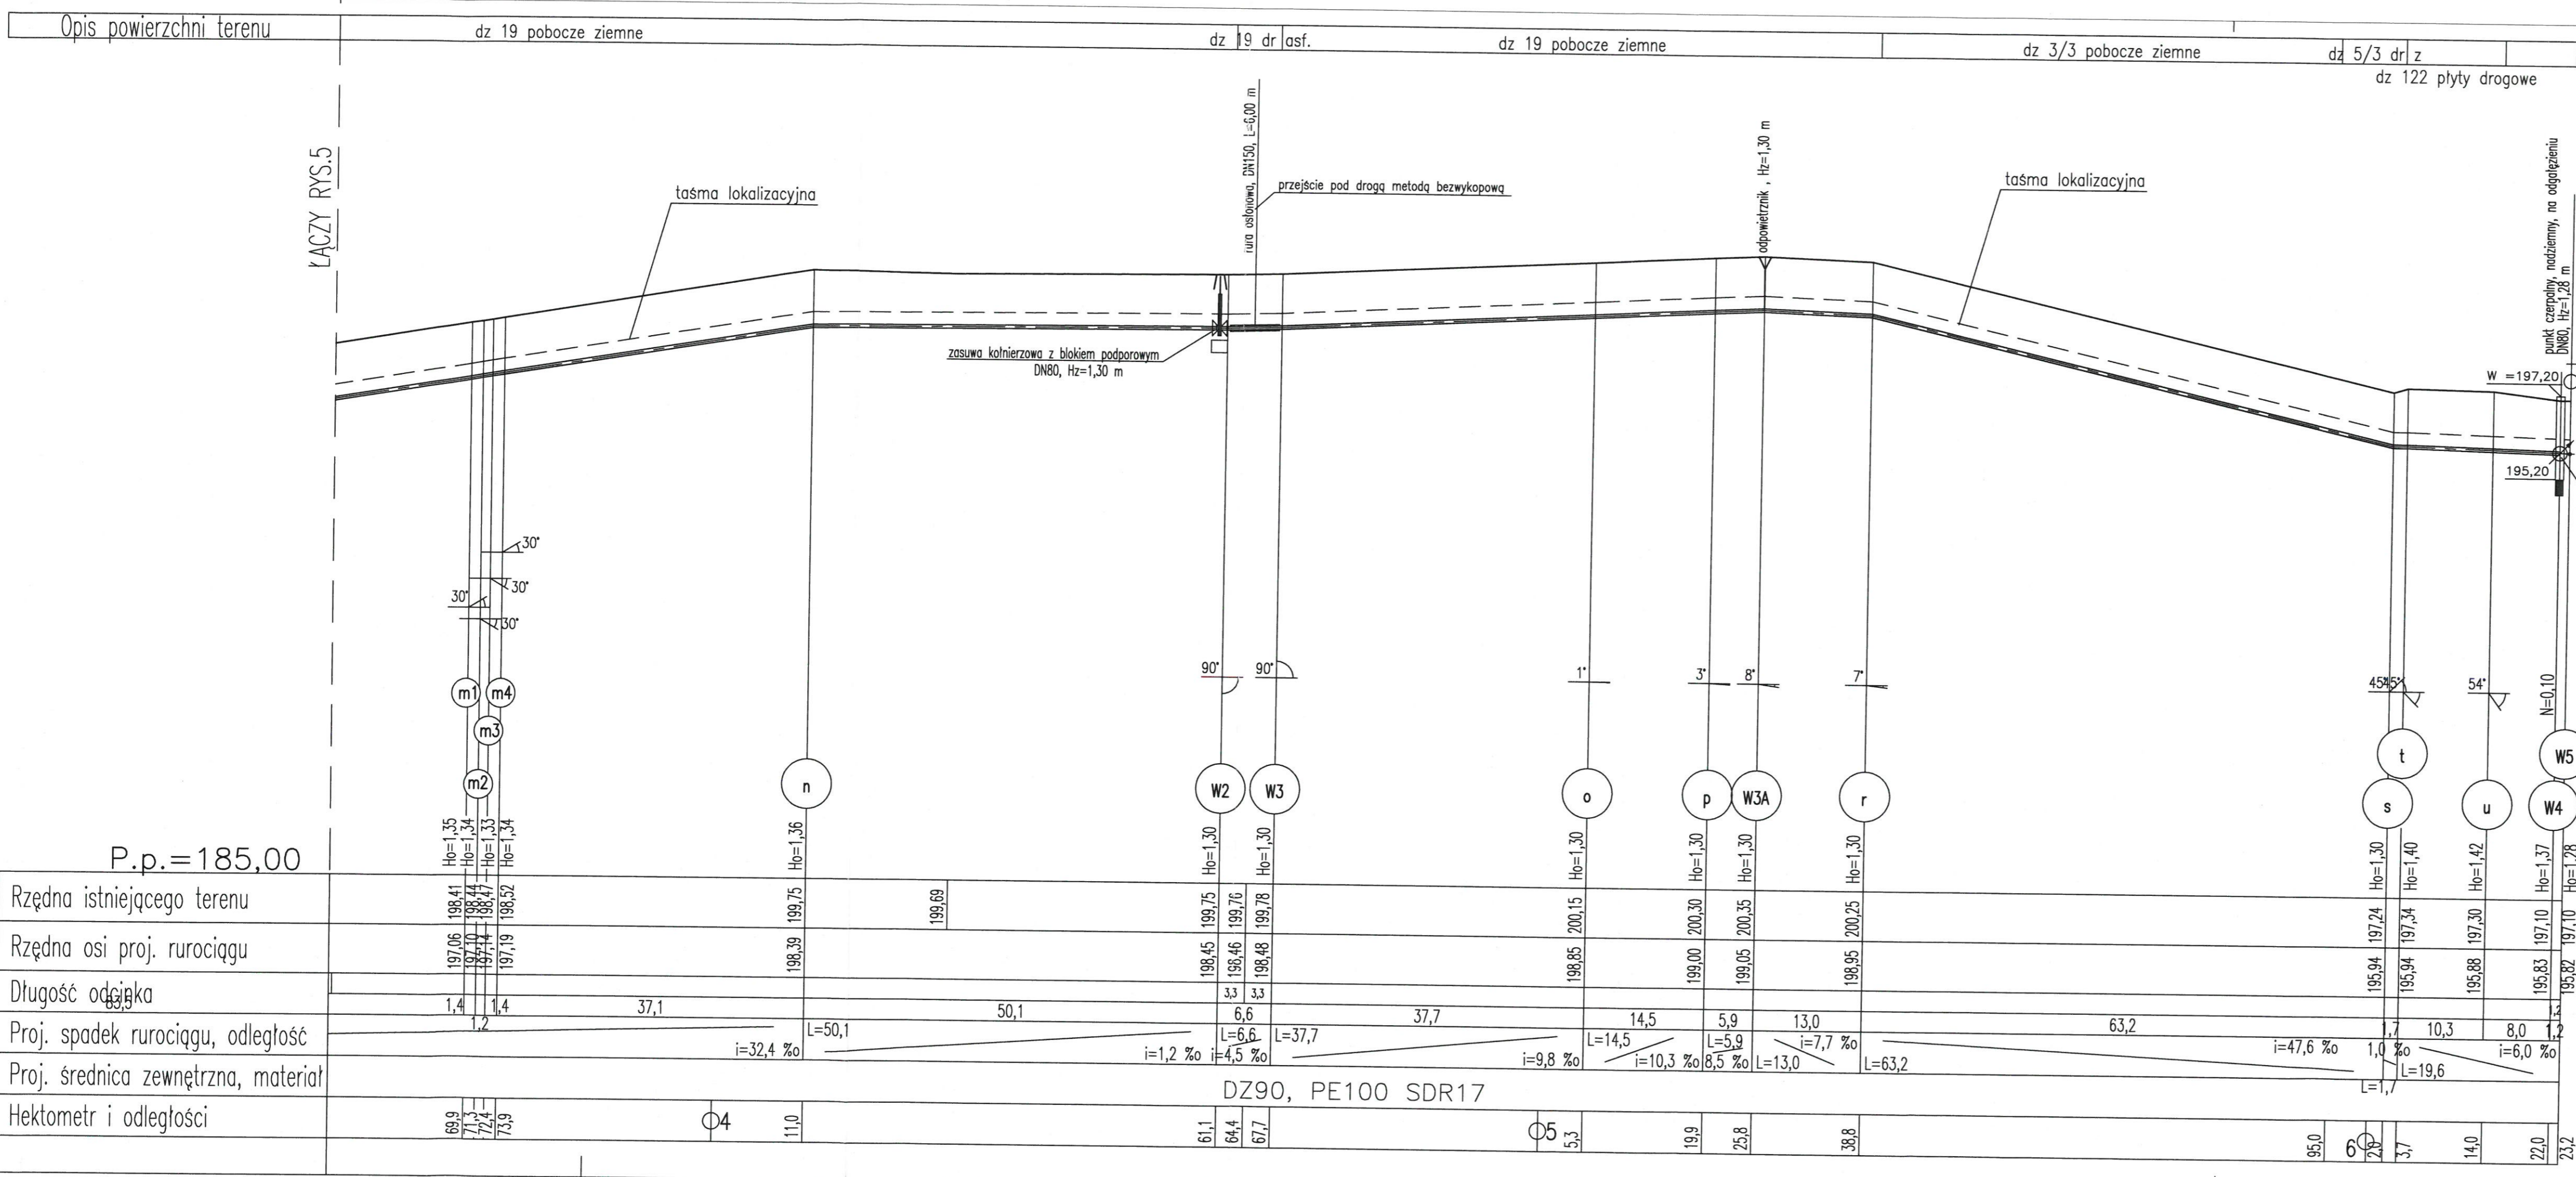 Opis powierzchni terenu
dz 19 pobocze ziemne
dz 19 dr asf.
dz 19 pobocze ziemne
dz 3/3 pobocze ziemne
dz 5/3 dr z
dz 122 płyty drogowe
ŁĄCZY RYS.5
taśma lokalizacyjna
rura osłonowa, DN150, L=6,00 m
przejście pod drogą metodą bezwykopową
odpowietrznik , Hz=1,30 m
taśma lokalizacyjna
punkt czerpalny, nadziemny, na odgałęzieniu
DN80, Hz=1,28 m
zasuwa kołnierzowa z blokiem podporowym
DN80, Hz=1,30 m
W =197,20
195,20
30°
30°
30°
30°
90° 90° 1° 3° 8° 7° 45° 45° 54°
N=0,10
m1 m4
m3
m2
n W2 W3 o p W3A r s t u W4 W5
Ho=1,35 Ho=1,34 Ho=1,33 Ho=1,34 Ho=1,36 Ho=1,30 Ho=1,30 Ho=1,30 Ho=1,30 Ho=1,30 Ho=1,30 Ho=1,30 Ho=1,40 Ho=1,42 Ho=1,37 Ho=1,28
P.p.=185,00
Rzędna istniejącego terenu
198,41 198,44 198,47 198,52 199,75 199,69 199,75 199,76 199,78 200,15 200,30 200,35 200,25 197,24 197,34 197,30 197,10 197,10
Rzędna osi proj. rurociągu
197,06 197,10 197,14 197,19 198,39 198,45 198,46 198,48 198,85 199,00 199,05 198,95 195,94 195,94 195,88 195,83 195,82
Długość odcinka
83,5 1,4 1,2 1,4 37,1 50,1 3,3 3,3 6,6 37,7 14,5 5,9 13,0 63,2 1,7 10,3 8,0 1,2 1,2
Proj. spadek rurociągu, odległość
i=32,4 ‰ L=50,1 i=1,2 ‰ L=6,6 i=4,5 ‰ L=37,7 i=9,8 ‰ L=14,5 i=10,3 ‰ L=5,9 8,5 ‰ L=13,0 i=7,7 ‰ L=63,2 i=47,6 ‰ L=1,7 1,0 ‰ L=19,6 i=6,0 ‰
Proj. średnica zewnętrzna, materiał
DZ90, PE100 SDR17
Hektometr i odległości
69,9 71,3 72,4 73,9 4 11,0 61,1 64,4 67,7 5 5,3 19,9 25,8 38,8 95,0 6 2,0 3,7 14,0 22,0 23,2